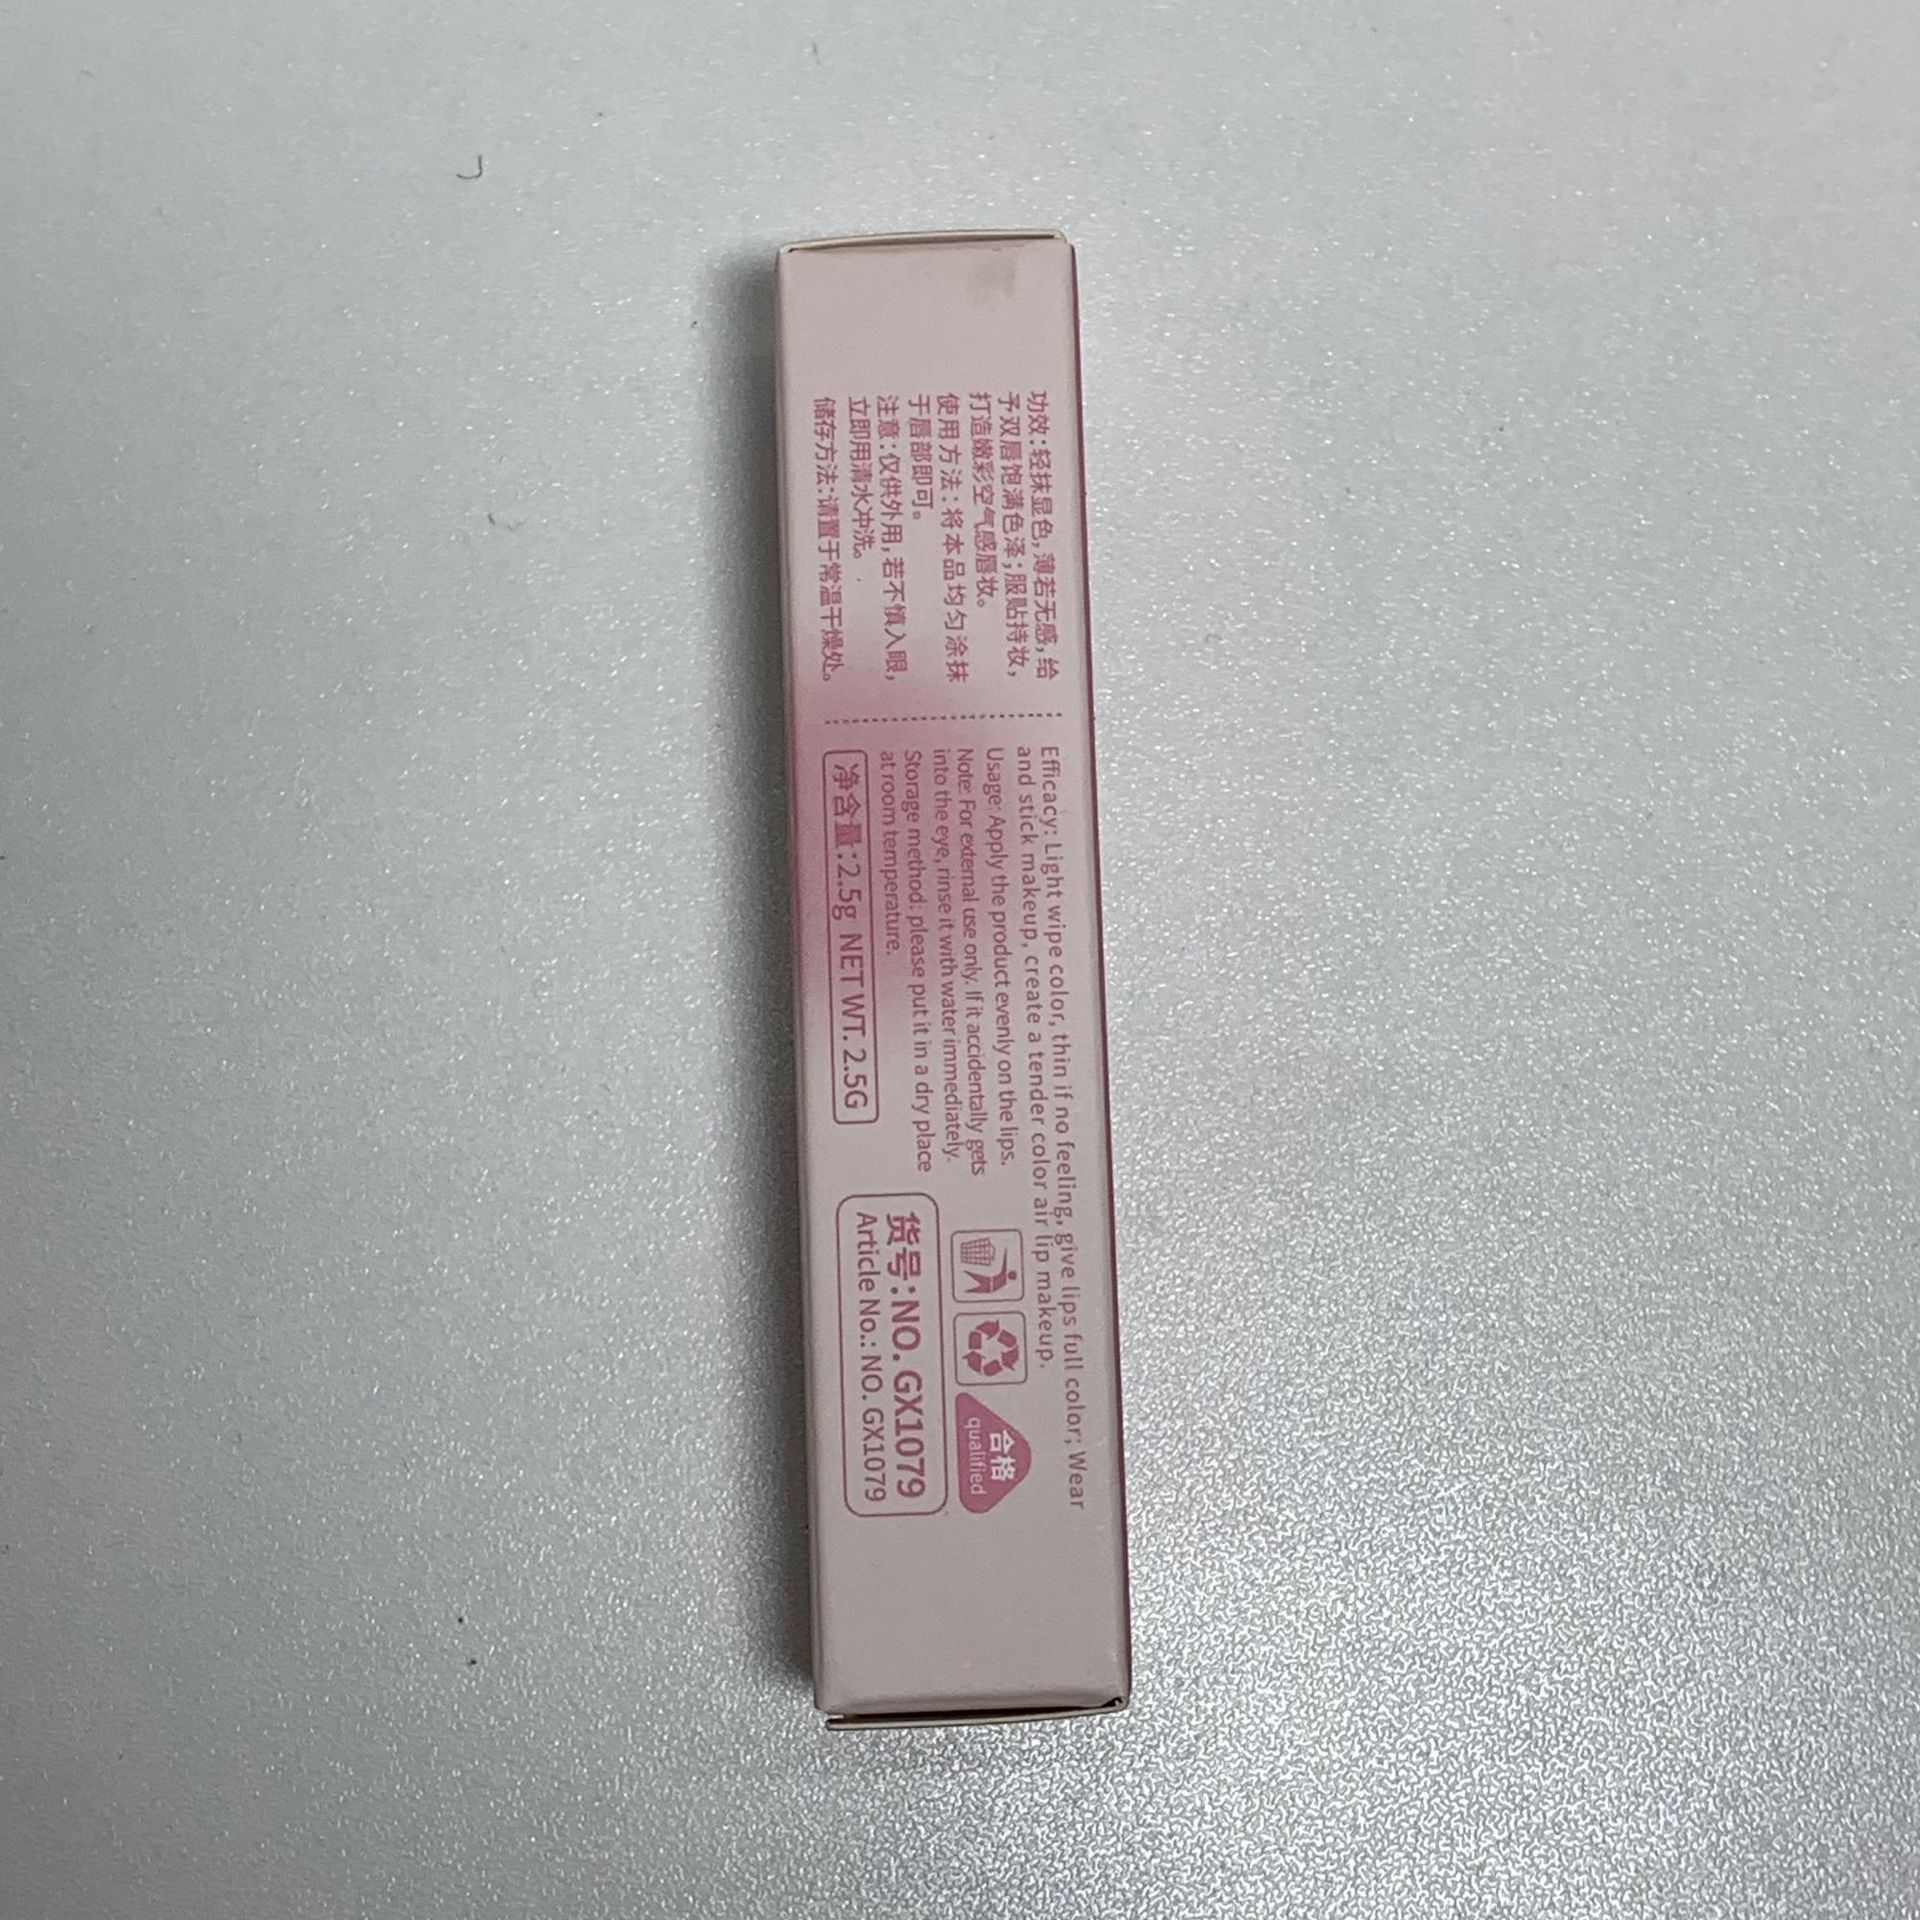 功效：轻抹显色，薄若无感，给
予双唇饱满色泽；服贴持妆，
打造嫩彩空气感唇妆。
使用方法：将本品均匀涂抹
于唇部即可。
注意：仅供外用，若不慎入眼，
立即用清水冲洗。
储存方法：请置于常温干燥处。
Efficacy: Light wipe color, thin if no feeling, give lips full color; Wear
and stick makeup, create a tender color air lip makeup.
Usage: Apply the product evenly on the lips.
Note: For external use only. If it accidentally gets
into the eye, rinse it with water immediately.
Storage method: please put it in a dry place
at room temperature.
净含量：2.5g NET WT. 2.5G
合格
qualified
货号：NO. GX1079
Article No.: NO. GX1079